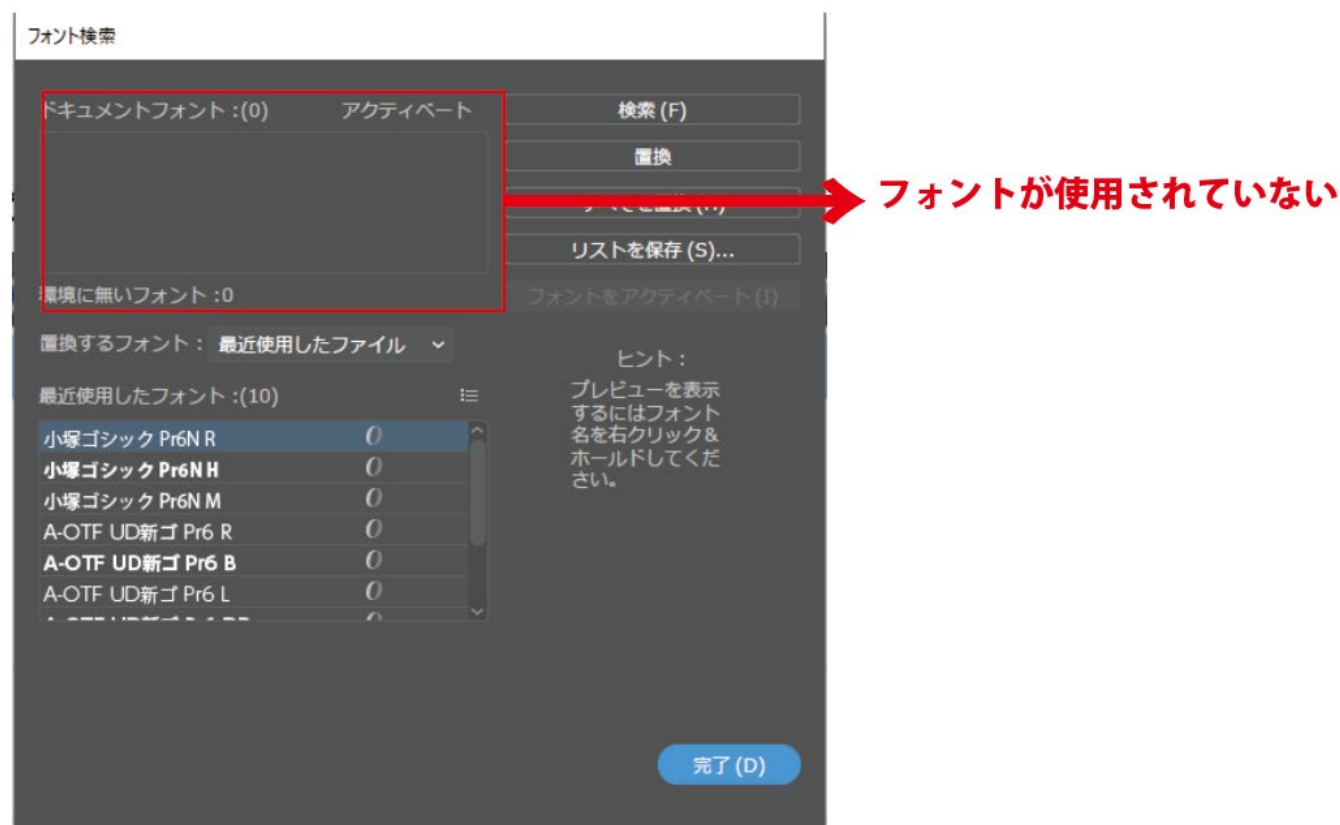 フォント検索
ドキュメントフォント :(0) アクティベート
検索 (F)
置換
リストを保存 (S)...
フォントが使用されていない
環境に無いフォント :0
フォントをアクティベート (I)
置換するフォント : 最近使用したファイル
最近使用したフォント :(10)
小塚ゴシック Pr6N R
小塚ゴシック Pr6N H
小塚ゴシック Pr6N M
A-OTF UD新ゴ Pr6 R
A-OTF UD新ゴ Pr6 B
A-OTF UD新ゴ Pr6 L
ヒント :
プレビューを表示
するにはフォント
名を右クリック＆
ホールドしてくだ
さい。
完了 (D)